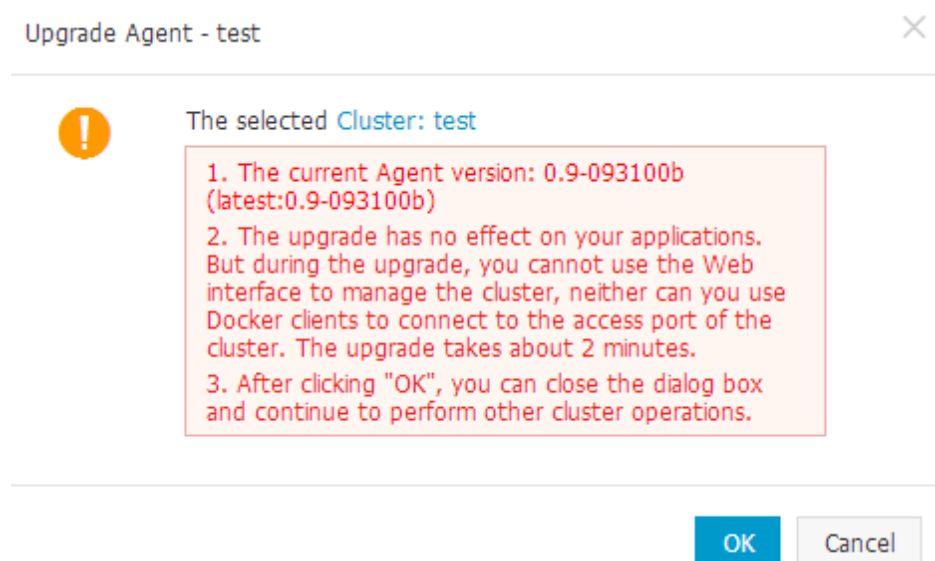 Upgrade Agent - test
The selected Cluster: test
1. The current Agent version: 0.9-093100b
(latest:0.9-093100b)
2. The upgrade has no effect on your applications.
But during the upgrade, you cannot use the Web
interface to manage the cluster, neither can you use
Docker clients to connect to the access port of the
cluster. The upgrade takes about 2 minutes.
3. After clicking "OK", you can close the dialog box
and continue to perform other cluster operations.
OK
Cancel